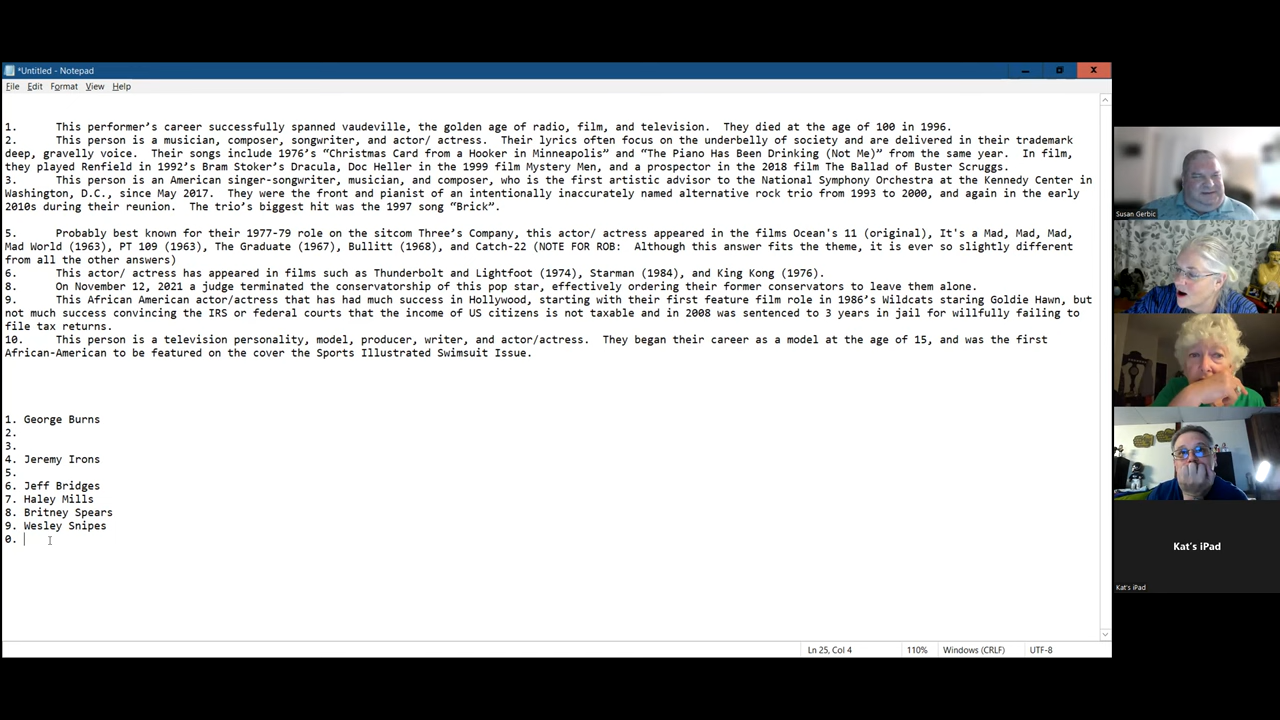 *Untitled - Notepad
File Edit Format View Help
1. This performer’s career successfully spanned vaudeville, the golden age of radio, film, and television. They died at the age of 100 in 1996.
2. This person is a musician, composer, songwriter, and actor/ actress. Their lyrics often focus on the underbelly of society and are delivered in their trademark
deep, gravelly voice. Their songs include 1976’s “Christmas Card from a Hooker in Minneapolis” and “The Piano Has Been Drinking (Not Me)” from the same year. In film,
they played Renfield in 1992’s Bram Stoker’s Dracula, Doc Heller in the 1999 film Mystery Men, and a prospector in the 2018 film The Ballad of Buster Scruggs.
3. This person is an American singer-songwriter, musician, and composer, who is the first artistic advisor to the National Symphony Orchestra at the Kennedy Center in
Washington, D.C., since May 2017. They were the front and pianist of an intentionally inaccurately named alternative rock trio from 1993 to 2000, and again in the early
2010s during their reunion. The trio’s biggest hit was the 1997 song “Brick”.
5. Probably best known for their 1977-79 role on the sitcom Three’s Company, this actor/ actress appeared in the films Ocean's 11 (original), It's a Mad, Mad, Mad,
Mad World (1963), PT 109 (1963), The Graduate (1967), Bullitt (1968), and Catch-22 (NOTE FOR ROB: Although this answer fits the theme, it is ever so slightly different
from all the other answers)
6. This actor/ actress has appeared in films such as Thunderbolt and Lightfoot (1974), Starman (1984), and King Kong (1976).
8. On November 12, 2021 a judge terminated the conservatorship of this pop star, effectively ordering their former conservators to leave them alone.
9. This African American actor/actress that has had much success in Hollywood, starting with their first feature film role in 1986’s Wildcats staring Goldie Hawn, but
not much success convincing the IRS or federal courts that the income of US citizens is not taxable and in 2008 was sentenced to 3 years in jail for willfully failing to
file tax returns.
10. This person is a television personality, model, producer, writer, and actor/actress. They began their career as a model at the age of 15, and was the first
African-American to be featured on the cover the Sports Illustrated Swimsuit Issue.
1. George Burns
2.
3.
4. Jeremy Irons
5.
6. Jeff Bridges
7. Haley Mills
8. Britney Spears
9. Wesley Snipes
0.
Ln 25, Col 4 110% Windows (CRLF) UTF-8
Susan Gerbic
Kat's iPad
Kat's iPad